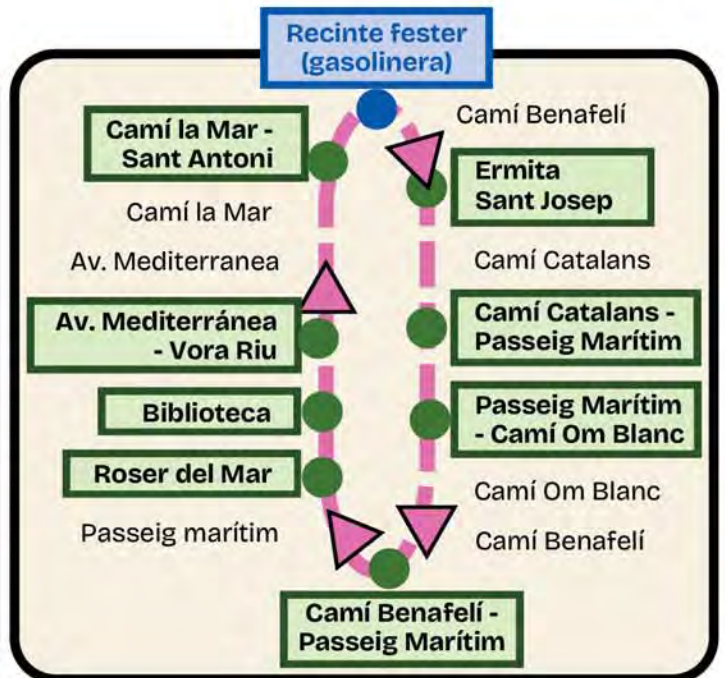 Recinte fester
(gasolinera)
Camí Benafelí
Camí la Mar -
Sant Antoni
Ermita
Sant Josep
Camí la Mar
Av. Mediterranea
Camí Catalans
Av. Mediterránea
- Vora Riu
Camí Catalans -
Passeig Marítim
Biblioteca
Passeig Marítim
- Camí Om Blanc
Roser del Mar
Camí Om Blanc
Passeig marítim
Camí Benafelí
Camí Benafelí -
Passeig Marítim